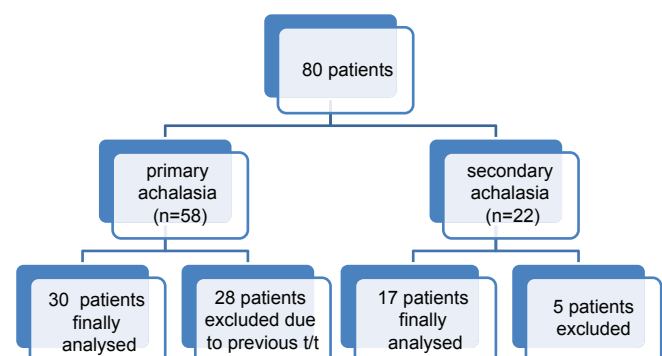 80 patients
primary
achalasia
(n=58)
secondary
achalasia
(n=22)
30 patients
finally
analysed
28 patients
excluded due
to previous t/t
17 patients
finally
analysed
5 patients
excluded